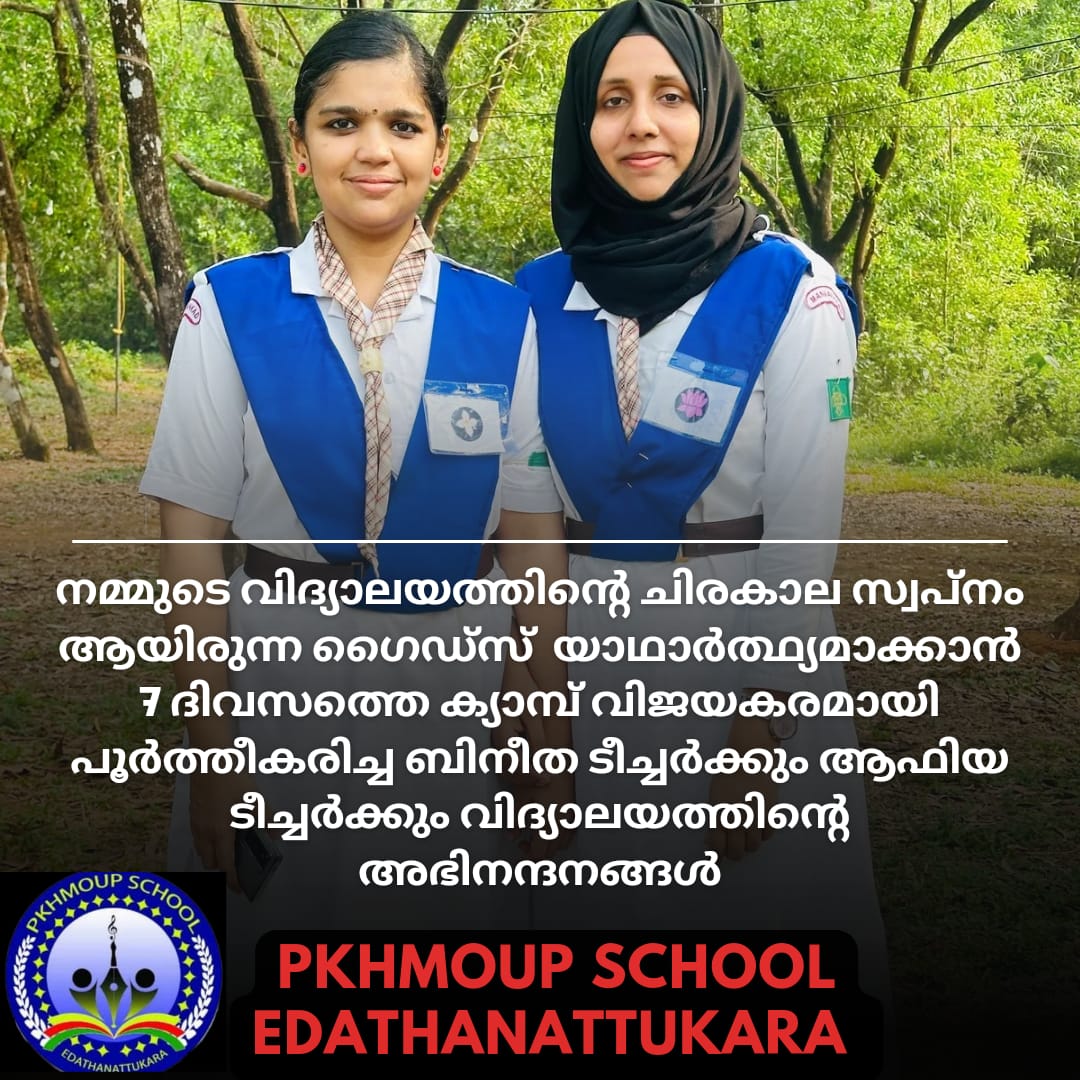 നമ്മുടെ വിദ്യാലയത്തിന്റെ ചിരകാല സ്വപ്നം
ആയിരുന്ന ഗൈഡ്സ് യാഥാർത്ഥ്യമാക്കാൻ
7 ദിവസത്തെ ക്യാമ്പ് വിജയകരമായി
പൂർത്തീകരിച്ച ബിനീത ടീച്ചർക്കും ആഫിയ
ടീച്ചർക്കും വിദ്യാലയത്തിന്റെ
അഭിനന്ദനങ്ങൾ
PKHMOUP SCHOOL
EDATHANATTUKARA
PKHMOUP SCHOOL
EDATHANATTUKARA